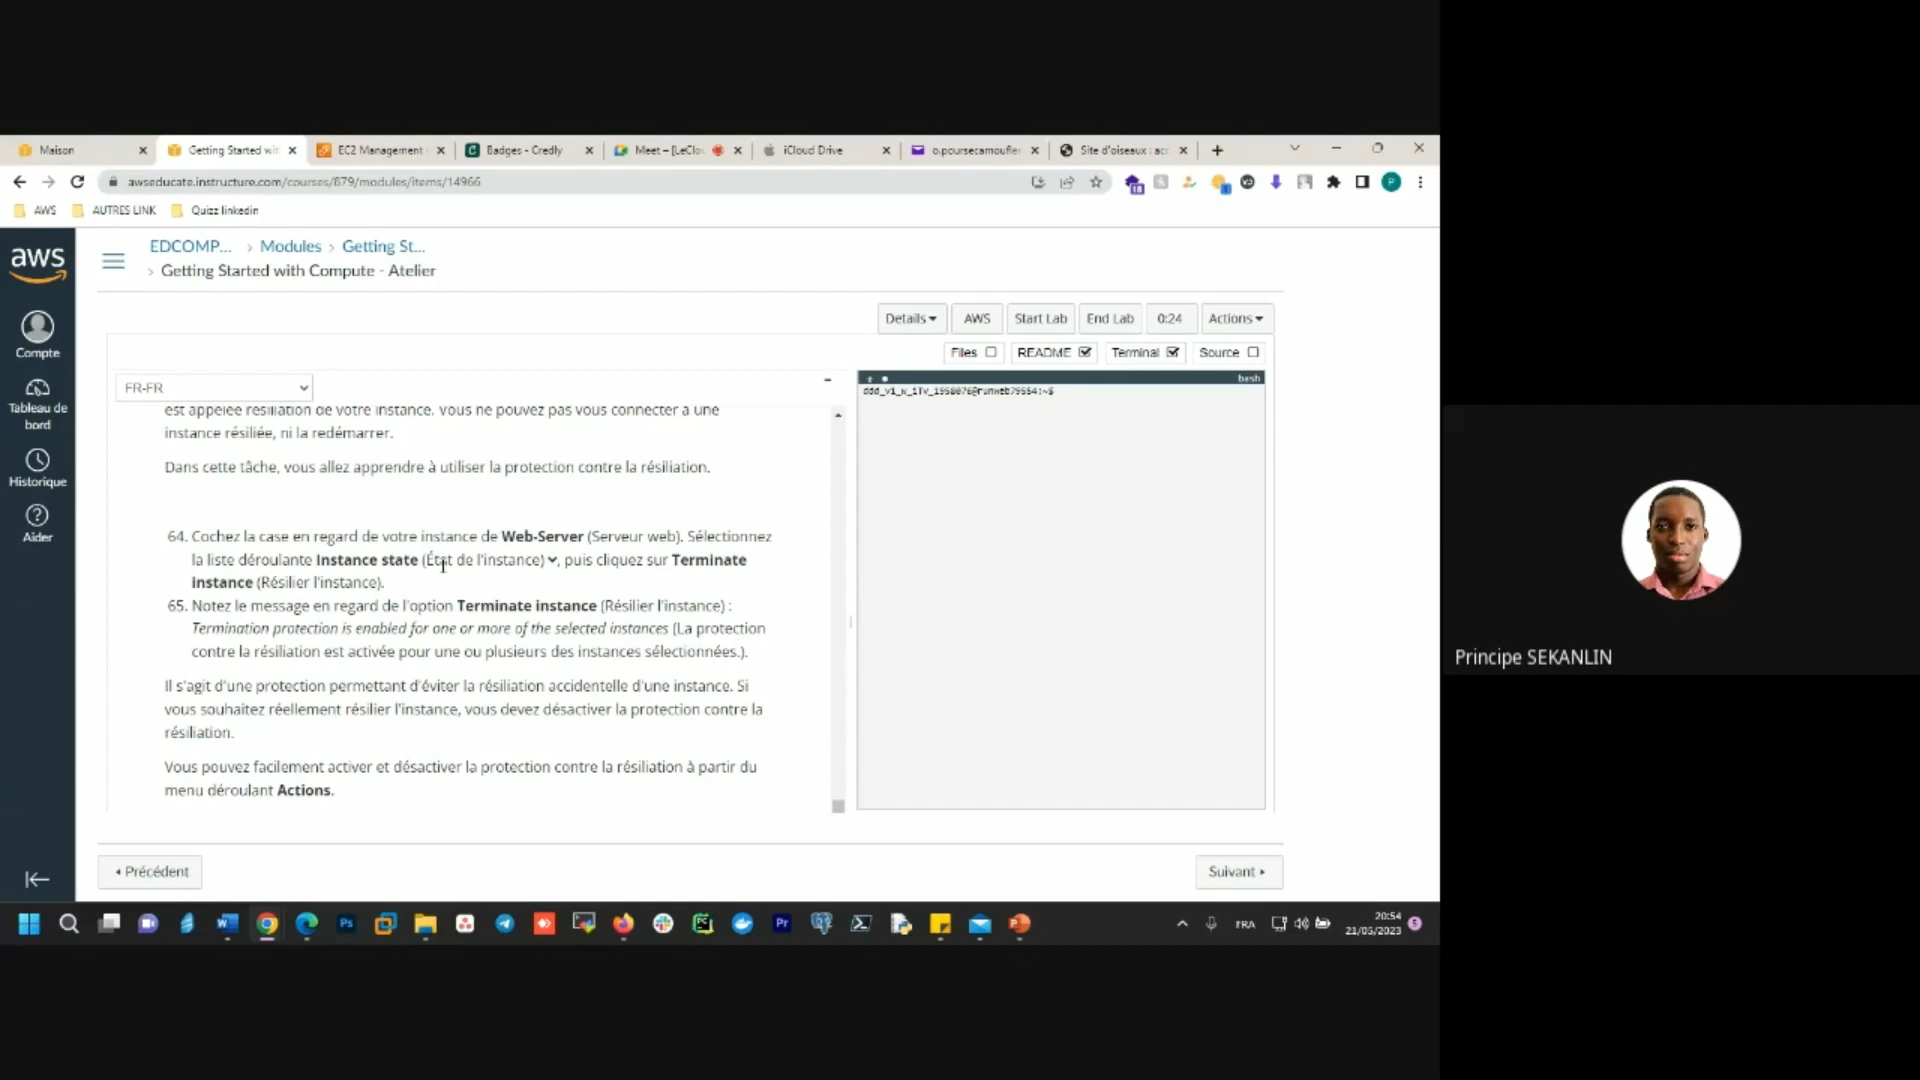 Maison
Getting Started wit
EC2 Management
Badges - Credly
Meet – [LeClou
iCloud Drive
o.poursecamoufler
Site d'oiseaux : acc
awseducate.instructure.com/courses/879/modules/items/14966
AWS
AUTRES LINK
Quizz linkedin
aws
EDCOMP... › Modules › Getting St...
› Getting Started with Compute - Atelier
Compte
Tableau de
bord
Historique
Aider
Details
AWS
Start Lab
End Lab
0:24
Actions
Files
README
Terminal
Source
FR-FR
bash
est appelée résiliation de votre instance. Vous ne pouvez pas vous connecter à une
instance résiliée, ni la redémarrer.
Dans cette tâche, vous allez apprendre à utiliser la protection contre la résiliation.
64. Cochez la case en regard de votre instance de Web-Server (Serveur web). Sélectionnez
la liste déroulante Instance state (État de l'instance), puis cliquez sur Terminate
instance (Résilier l'instance).
65. Notez le message en regard de l'option Terminate instance (Résilier l'instance) :
Termination protection is enabled for one or more of the selected instances (La protection
contre la résiliation est activée pour une ou plusieurs des instances sélectionnées.).
Il s'agit d'une protection permettant d'éviter la résiliation accidentelle d'une instance. Si
vous souhaitez réellement résilier l'instance, vous devez désactiver la protection contre la
résiliation.
Vous pouvez facilement activer et désactiver la protection contre la résiliation à partir du
menu déroulant Actions.
Précédent
Suivant
FRA
20:54
21/05/2023
Principe SEKANLIN